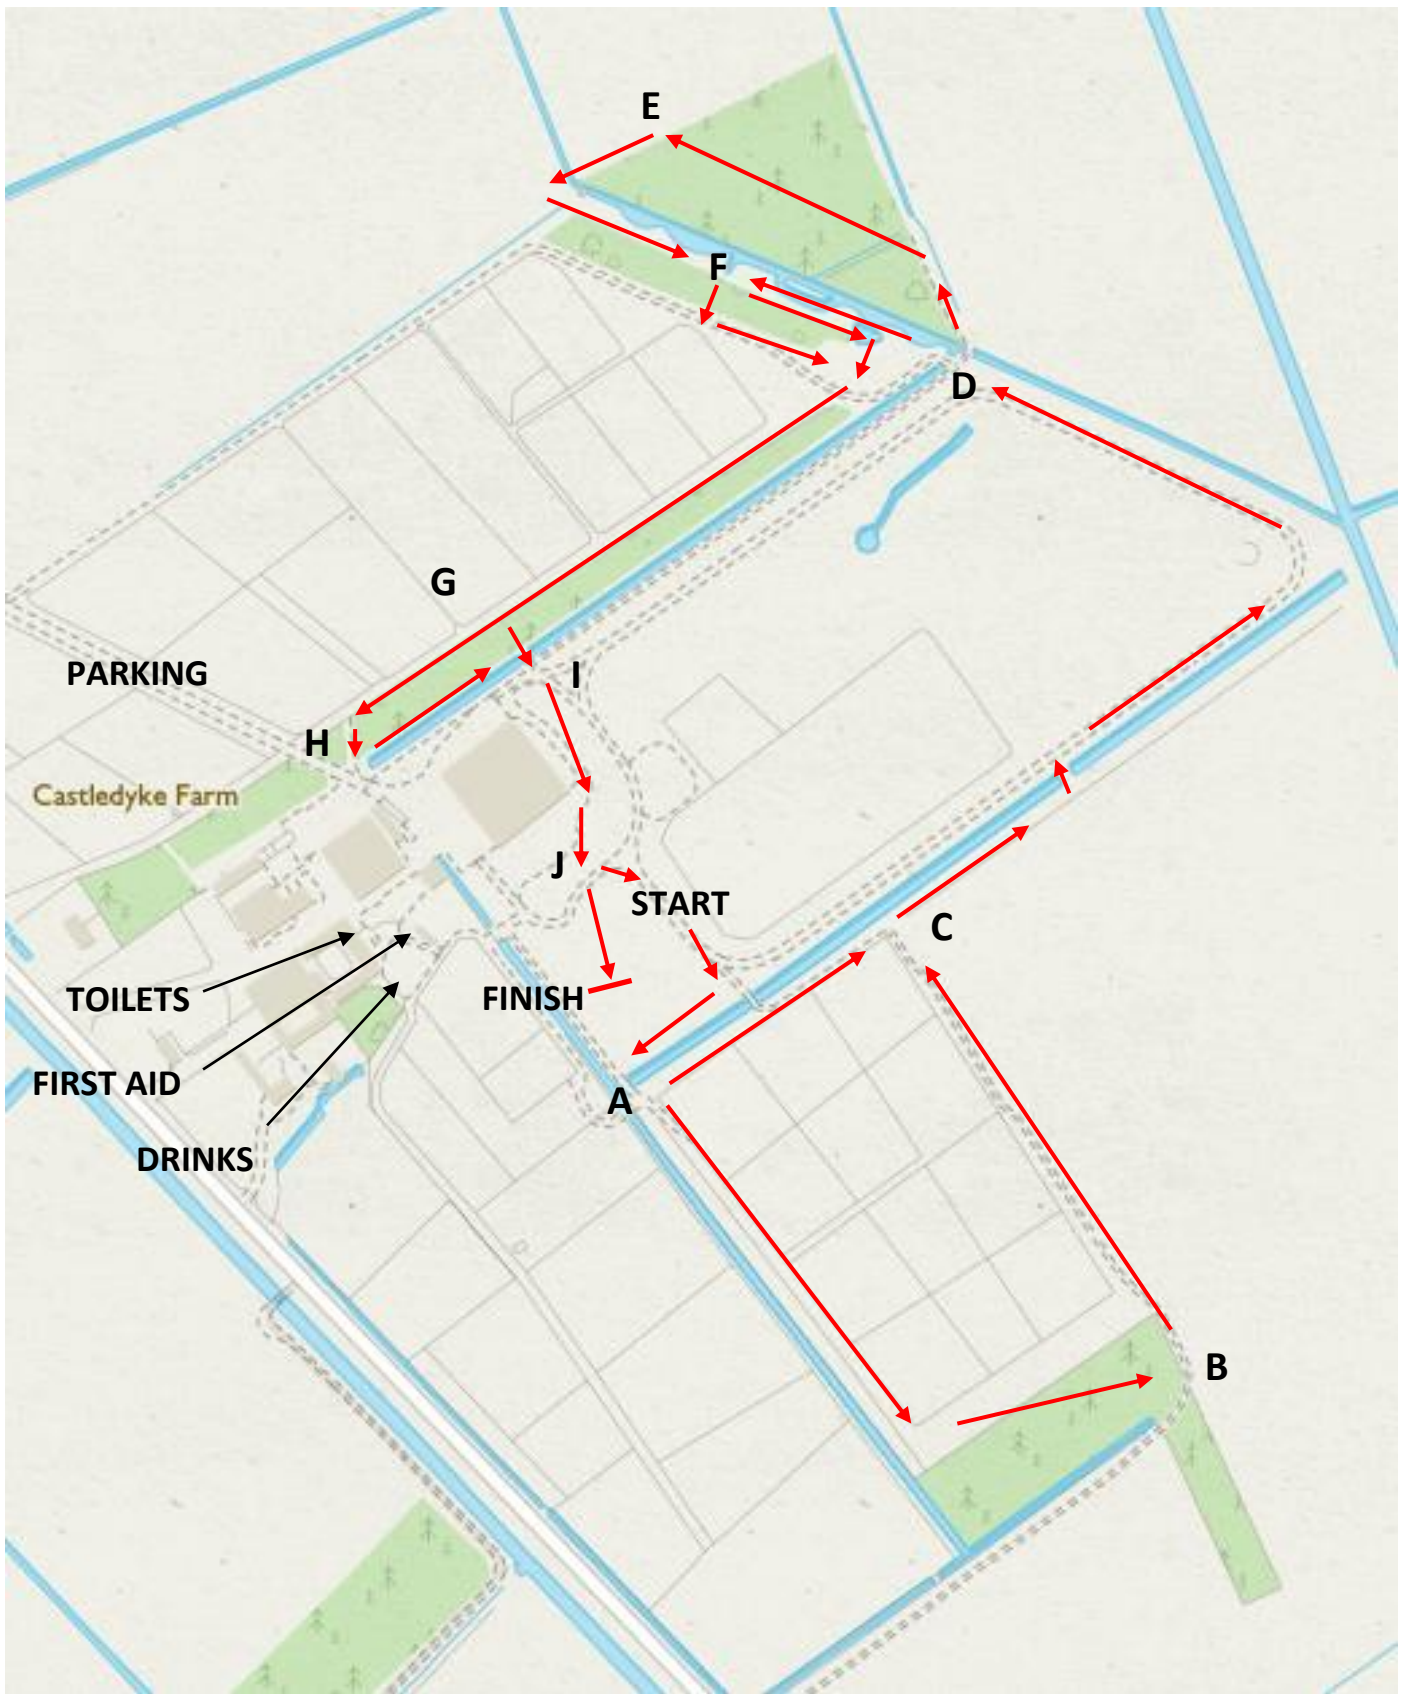 E
F
D
G
PARKING
I
H
Castledyke Farm
J
START
C
TOILETS
FINISH
FIRST AID
A
DRINKS
B